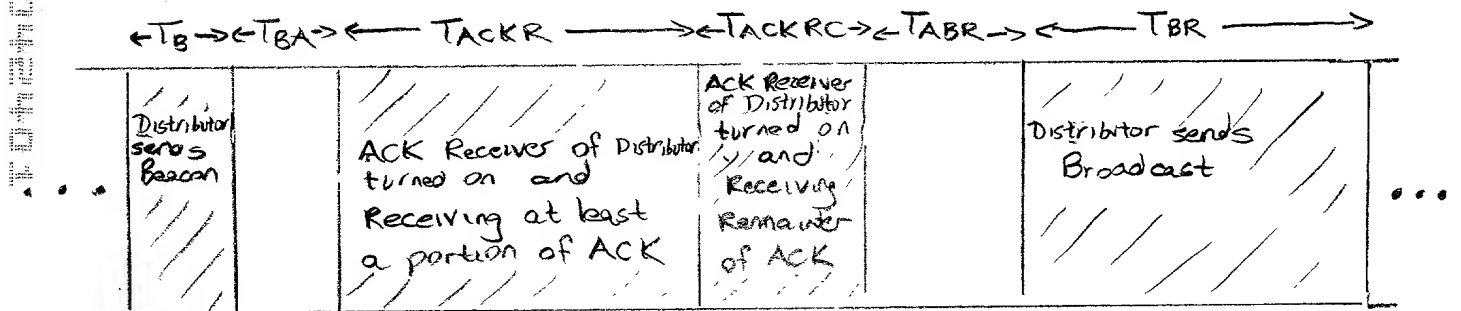 ←TB→←TBA→←TACKR→←TACKRC→←TABR→←TBR→
Distributor
sends
Beacon
ACK Receiver of Distributor
turned on and
Receiving at least
a portion of ACK
ACK Receiver
of Distributor
turned on
and
Receiving
Remainder
of ACK
Distributor sends
Broadcast
...
...